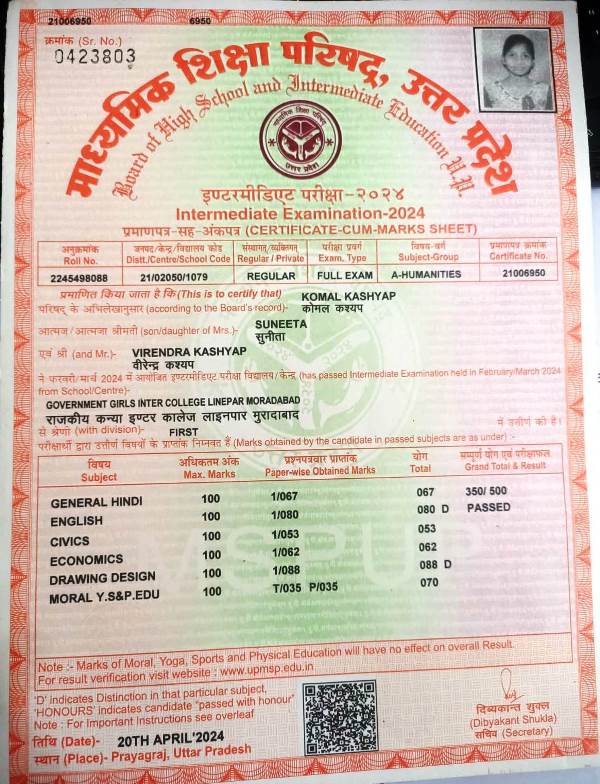 21006950 6950
क्रमांक (Sr. No.)
0423803
माध्यमिक शिक्षा परिषद्, उत्तर प्रदेश
Board of High School and Intermediate Education U.P.
माध्यमिक शिक्षा परिषद
उत्तर प्रदेश
इण्टरमीडिएट परीक्षा-२०२४
Intermediate Examination-2024
प्रमाणपत्र-सह-अंकपत्र (CERTIFICATE-CUM-MARKS SHEET)
अनुक्रमांक जनपद/केन्द्र/विद्यालय कोड संस्थागत/व्यक्तिगत परीक्षा प्रवर्ग विषय-वर्ग प्रमाणपत्र क्रमांक
Roll No. Distt./Centre/School Code Regular / Private Exam. Type Subject-Group Certificate No.
2245498088 21/02050/1079 REGULAR FULL EXAM A-HUMANITIES 21006950
प्रमाणित किया जाता है कि (This is to certify that) KOMAL KASHYAP
परिषद के अभिलेखानुसार (according to the Board's record)- कोमल कश्यप
आत्मज/आत्मजा श्रीमती (son/daughter of Mrs.)- SUNEETA
सुनीता
एवं श्री (and Mr.)- VIRENDRA KASHYAP
वीरेन्द्र कश्यप
ने फरवरी/मार्च 2024 में आयोजित इण्टरमीडिएट परीक्षा विद्यालय/केन्द्र (has passed Intermediate Examination held in February/March 2024
from School/Centre)-
GOVERNMENT GIRLS INTER COLLEGE LINEPAR MORADABAD
राजकीय कन्या इण्टर कालेज लाइनपार मुरादाबाद
से श्रेणी (with division)- FIRST में उत्तीर्ण की है।
परीक्षार्थी द्वारा उत्तीर्ण विषयों के प्राप्तांक निम्नवत हैं (Marks obtained by the candidate in passed subjects are as under) :-
विषय अधिकतम अंक प्रश्नपत्रवार प्राप्तांक योग सम्पूर्ण योग एवं परीक्षाफल
Subject Max. Marks Paper-wise Obtained Marks Total Grand Total & Result
GENERAL HINDI 100 1/067 067 350/ 500
ENGLISH 100 1/080 080 D PASSED
CIVICS 100 1/053 053
ECONOMICS 100 1/062 062
DRAWING DESIGN 100 1/088 088 D
MORAL Y.S&P.EDU 100 T/035 P/035 070
Note :- Marks of Moral, Yoga, Sports and Physical Education will have no effect on overall Result.
For result verification visit website : www.upmsp.edu.in
'D' indicates Distinction in that particular subject,
'HONOURS' indicates candidate "passed with honour"
Note : For Important Instructions see overleaf
तिथि (Date)- 20TH APRIL'2024
स्थान (Place)- Prayagraj, Uttar Pradesh
दिब्यकान्त शुक्ल
(Dibyakant Shukla)
सचिव (Secretary)